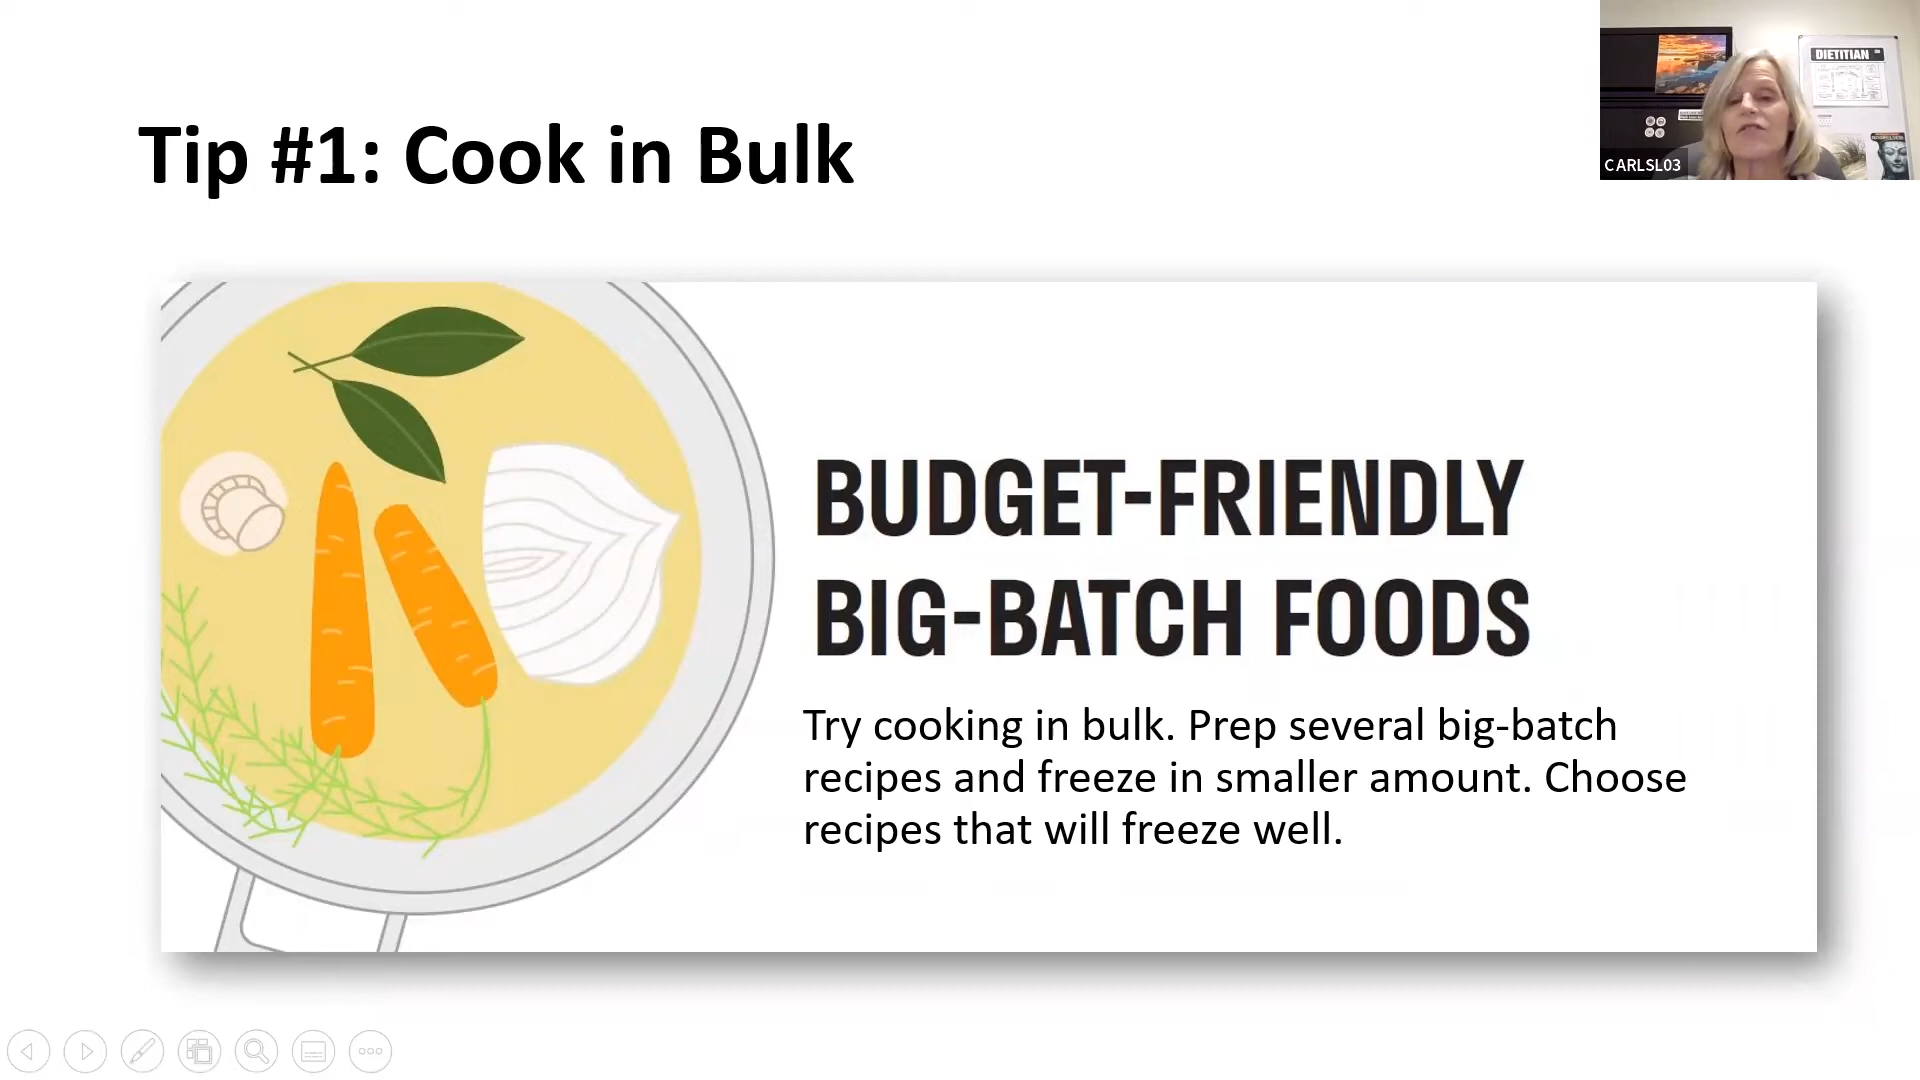 Tip #1: Cook in Bulk
DIETITIAN
CARLSL03
BUDGET-FRIENDLY
BIG-BATCH FOODS
Try cooking in bulk. Prep several big-batch
recipes and freeze in smaller amount. Choose
recipes that will freeze well.